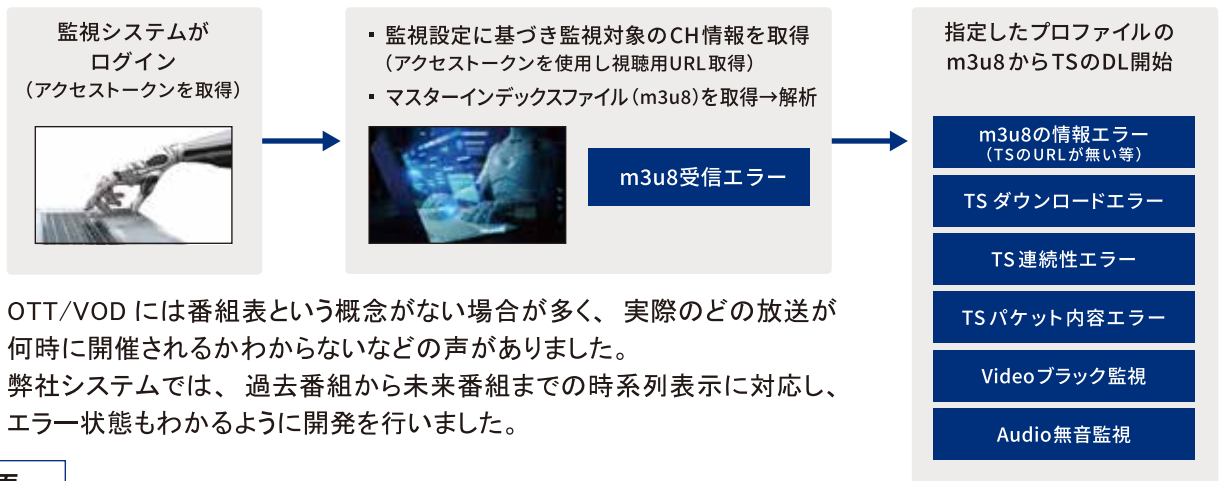 監視システムが
ログイン
(アクセストークンを取得)
▪ 監視設定に基づき監視対象のCH情報を取得
(アクセストークンを使用し視聴用URL取得)
▪ マスターインデックスファイル(m3u8)を取得→解析
m3u8受信エラー
指定したプロファイルの
m3u8からTSのDL開始
m3u8の情報エラー
(TSのURLが無い等)
TS ダウンロードエラー
TS連続性エラー
TSパケット内容エラー
Videoブラック監視
Audio無音監視
OTT/VOD には番組表という概念がない場合が多く、 実際のどの放送が
何時に開催されるかわからないなどの声がありました。
弊社システムでは、 過去番組から未来番組までの時系列表示に対応し、
エラー状態もわかるように開発を行いました。